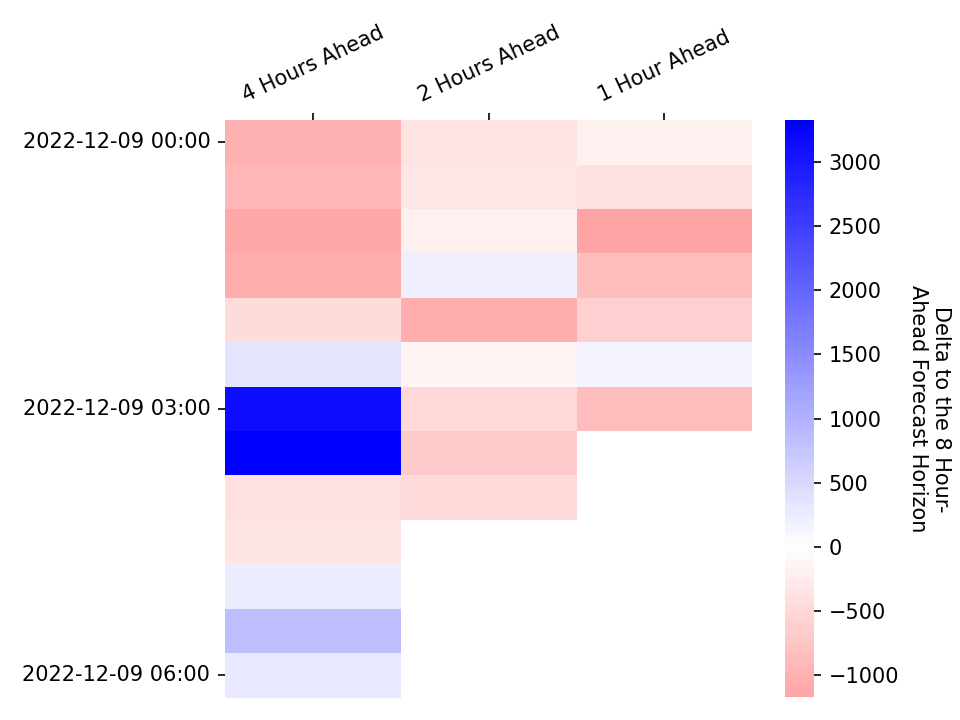 4 Hours Ahead
2 Hours Ahead
1 Hour Ahead
2022-12-09 00:00
2022-12-09 03:00
2022-12-09 06:00
3000
2500
2000
1500
1000
500
0
−500
−1000
Delta to the 8 Hour-
Ahead Forecast Horizon